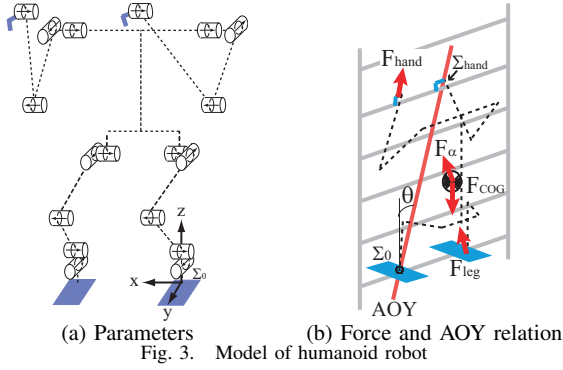 z
x
Σ0
y
(a) Parameters
Fhand
Σhand
Fα
FCOG
θ
Σ0
Fleg
AOY
(b) Force and AOY relation
Fig. 3. Model of humanoid robot